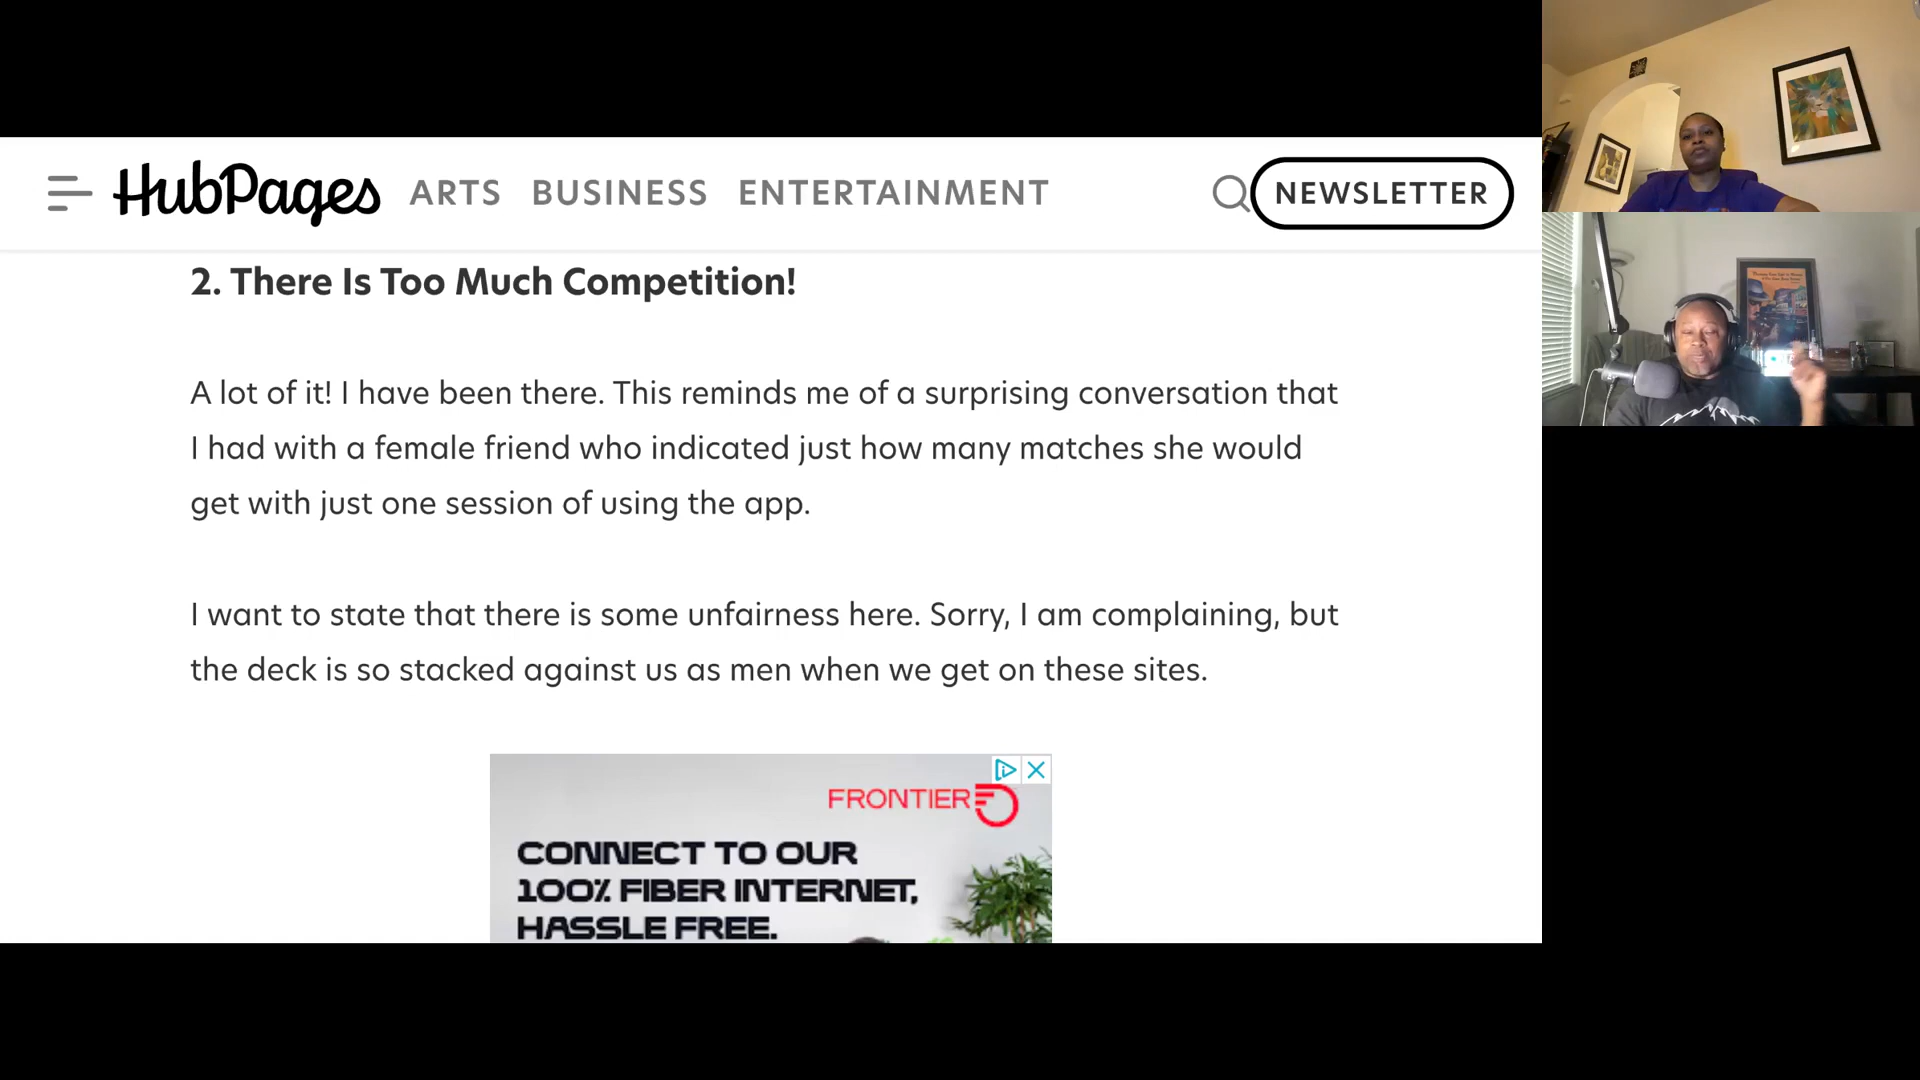 HubPages ARTS BUSINESS ENTERTAINMENT NEWSLETTER
2. There Is Too Much Competition!
A lot of it! I have been there. This reminds me of a surprising conversation that
I had with a female friend who indicated just how many matches she would
get with just one session of using the app.
I want to state that there is some unfairness here. Sorry, I am complaining, but
the deck is so stacked against us as men when we get on these sites.
FRONTIER
CONNECT TO OUR
100% FIBER INTERNET,
HASSLE FREE.